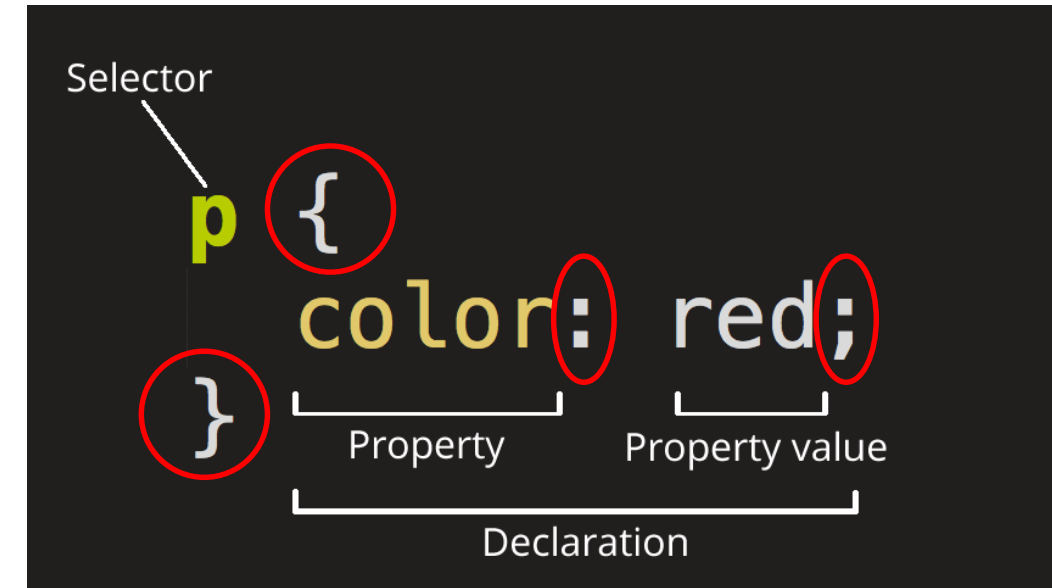 Selector
p {
color: red;
}
Property Property value
Declaration